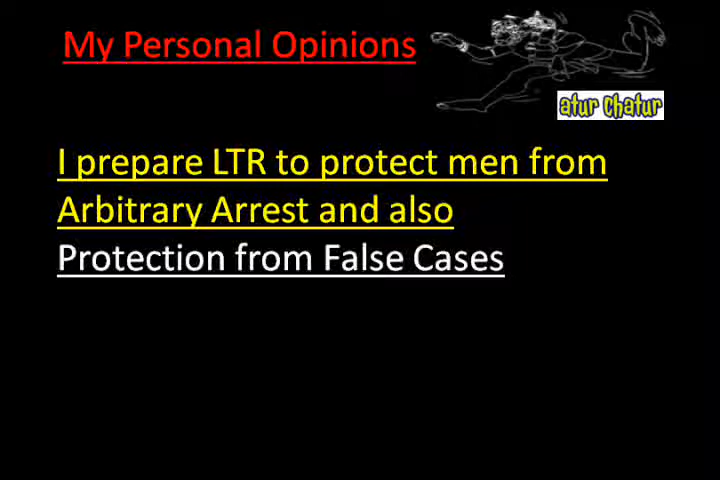 My Personal Opinions
atur chatur
I prepare LTR to protect men from
Arbitrary Arrest and also
Protection from False Cases